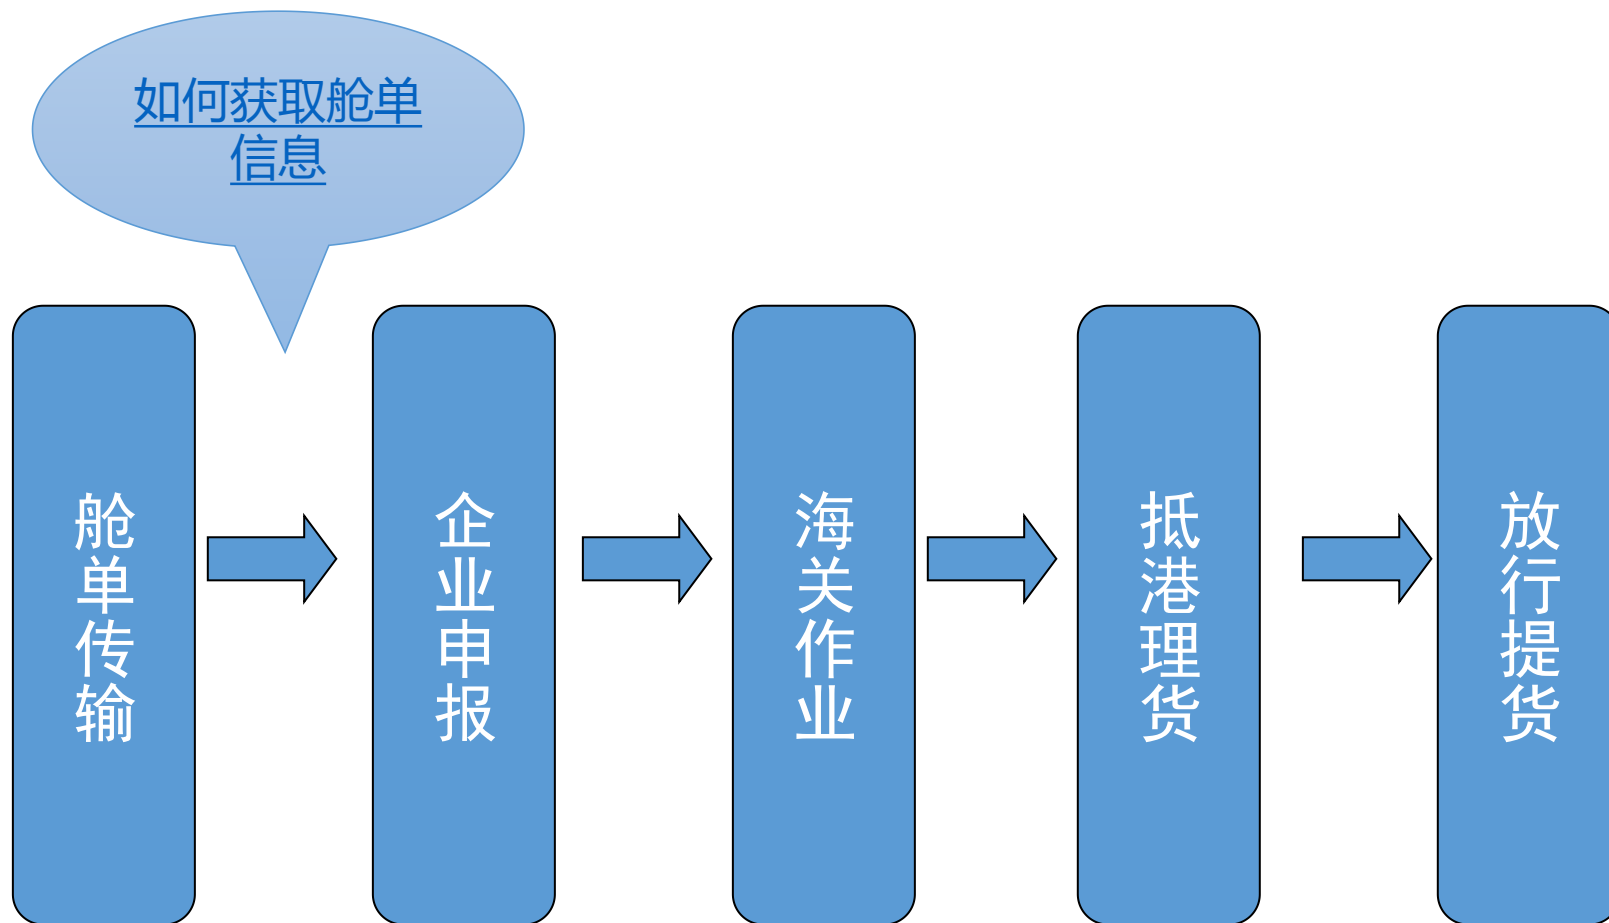 如何获取舱单
信息
舱单传输
企业申报
海关作业
抵港理货
放行提货